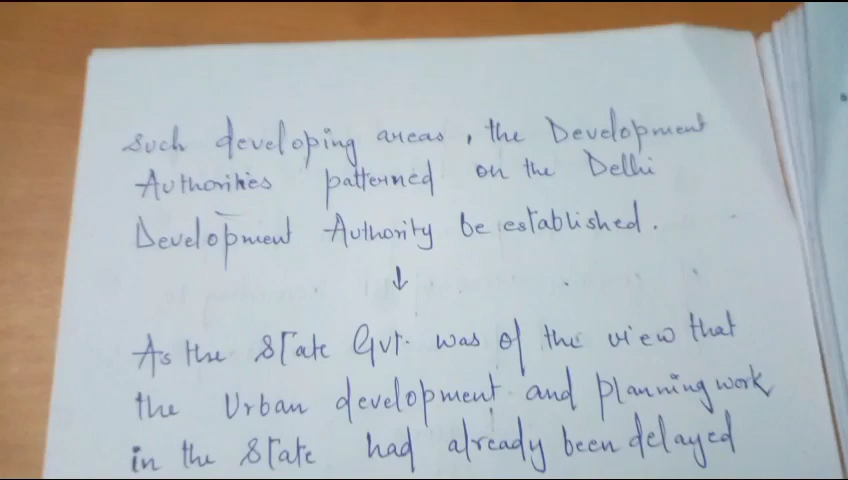 such developing areas, the Development
Authorities patterned on the Delhi
Development Authority be established.
↓
As the State Gvt. was of the view that
the Urban development and planning work
in the State had already been delayed